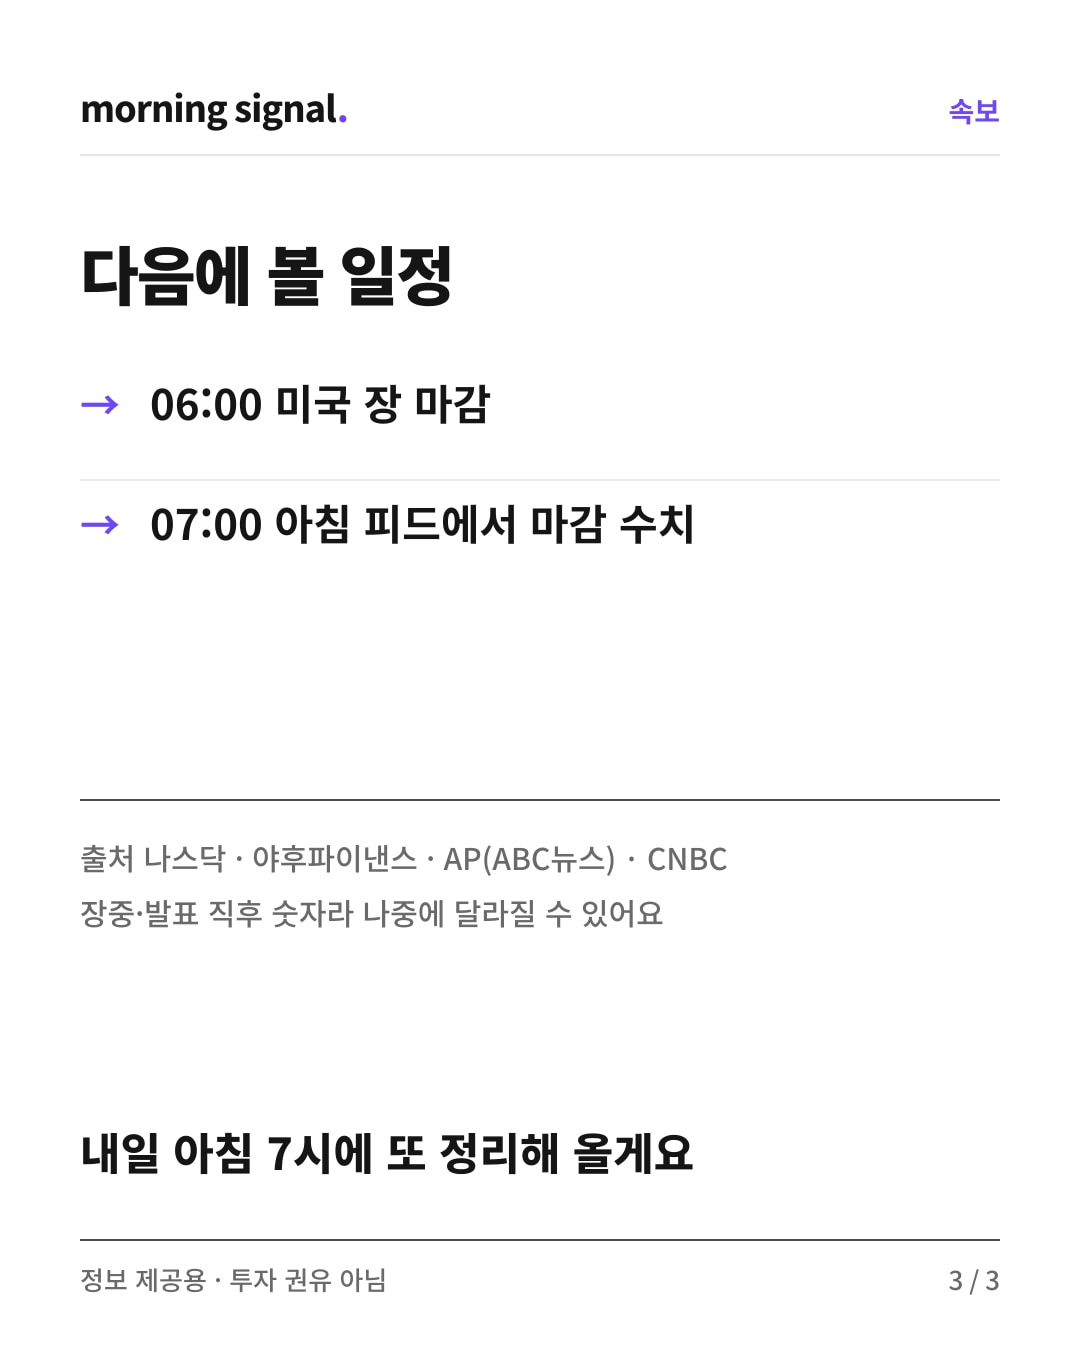 morning signal.
속보
다음에 볼 일정
→ 06:00 미국 장 마감
→ 07:00 아침 피드에서 마감 수치
출처 나스닥 · 야후파이낸스 · AP(ABC뉴스) · CNBC
장중·발표 직후 숫자라 나중에 달라질 수 있어요
내일 아침 7시에 또 정리해 올게요
정보 제공용 · 투자 권유 아님
3 / 3